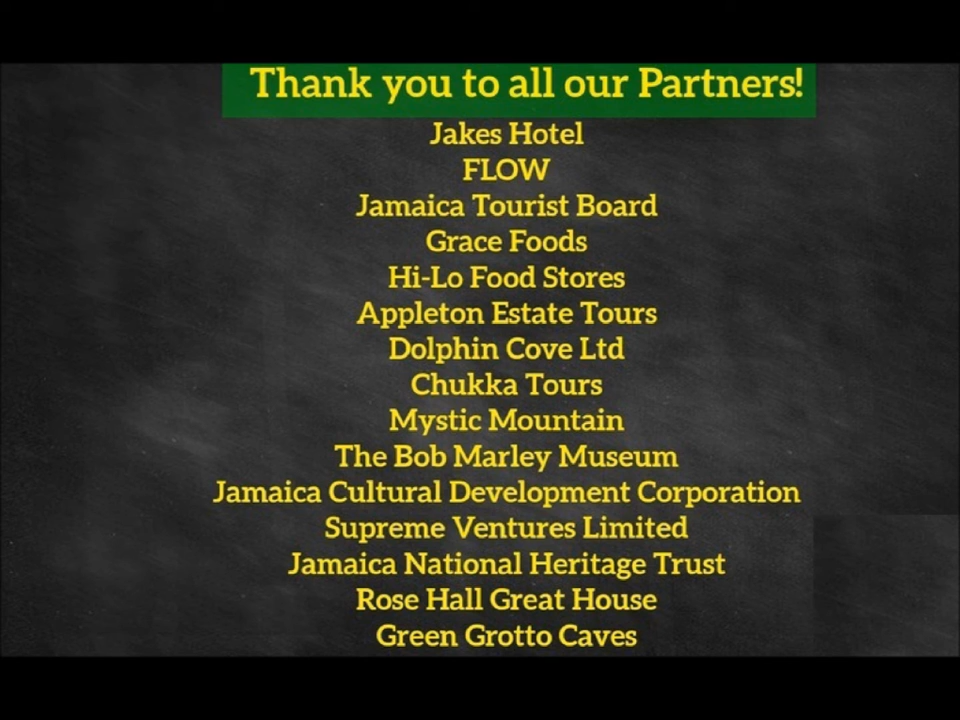 Thank you to all our Partners!
Jakes Hotel
FLOW
Jamaica Tourist Board
Grace Foods
Hi-Lo Food Stores
Appleton Estate Tours
Dolphin Cove Ltd
Chukka Tours
Mystic Mountain
The Bob Marley Museum
Jamaica Cultural Development Corporation
Supreme Ventures Limited
Jamaica National Heritage Trust
Rose Hall Great House
Green Grotto Caves